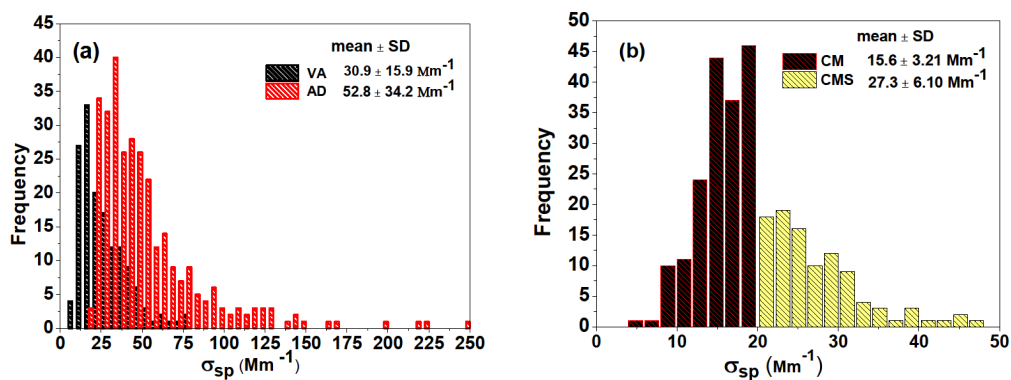 (a)
mean ± SD
VA 30.9 ± 15.9 Mm⁻¹
AD 52.8 ± 34.2 Mm⁻¹
45
40
35
30
25
20
15
10
5
0
Frequency
0 25 50 75 100 125 150 175 200 225 250
σsp (Mm⁻¹)
(b)
mean ± SD
CM 15.6 ± 3.21 Mm⁻¹
CMS 27.3 ± 6.10 Mm⁻¹
50
45
40
35
30
25
20
15
10
5
0
Frequency
0 10 20 30 40 50
σsp (Mm⁻¹)